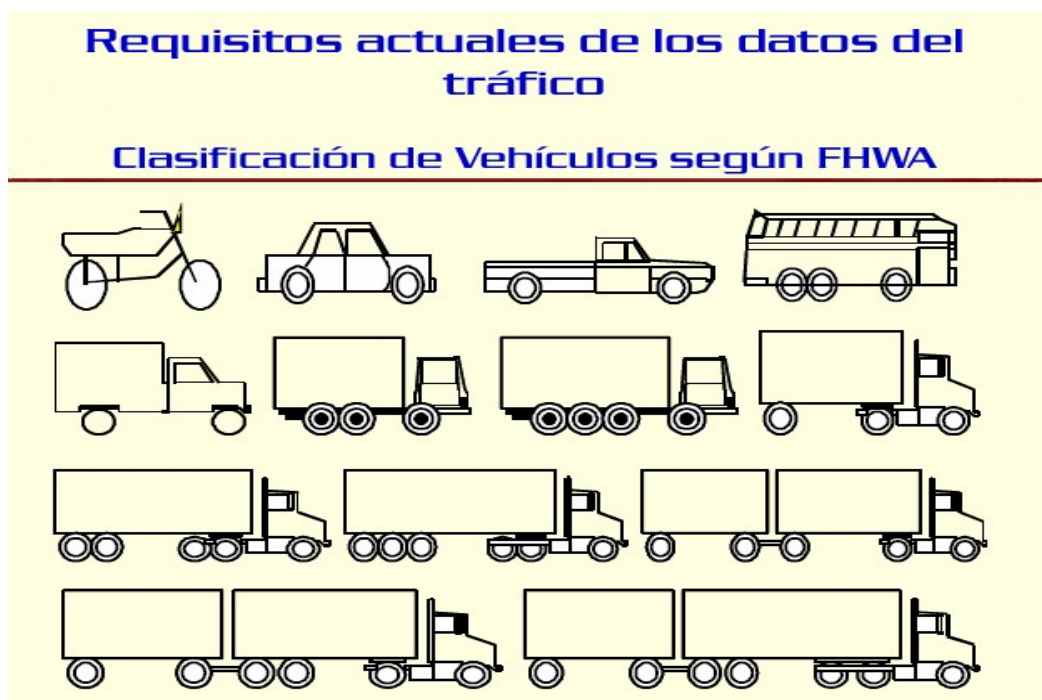 Requisitos actuales de los datos del
tráfico
Clasificación de Vehículos según FHWA